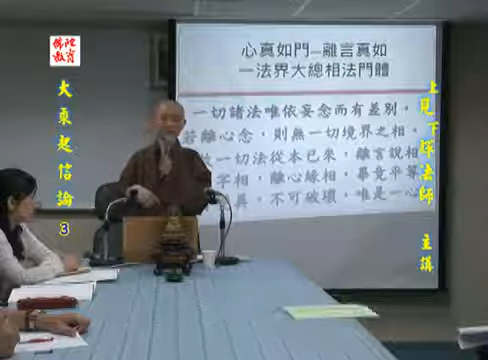 佛陀
教育
大乘起信論 3
心真如門—離言真如
一法界大總相法門體
一切諸法唯依妄念而有差別,
若離心念,則無一切境界之相。
一切法從本已來,離言說相
字相,離心緣相,畢竟平等
異,不可破壞,唯是一心
上見下輝法師 主講